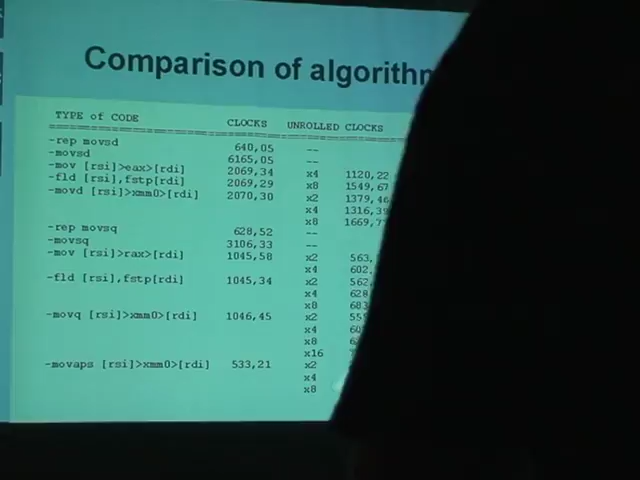 Comparison of
TYPE of CODE CLOCKS UNROLLED CLOCKS
-rep movsd 640,05 --
-movsd 6165,05 --
-mov [rsi]>eax>[rdi] 2069,34 x4 1120,22
-fld [rsi],fstp[rdi] 2069,29 x8 1549,67
-movd [rsi]>xmm0>[rdi] 2070,30 x2
x4
x8
-rep movsq 628,52 --
-movsq 3106,33 --
-mov [rsi]>rax>[rdi] 1045,58 x2
x4
-fld [rsi],fstp[rdi] 1045,34 x2
x4
x8
-movq [rsi]>xmm0>[rdi] 1046,45 x2
x4
x8
x16
-movaps [rsi]>xmm0>[rdi] 533,21 x2
x4
x8